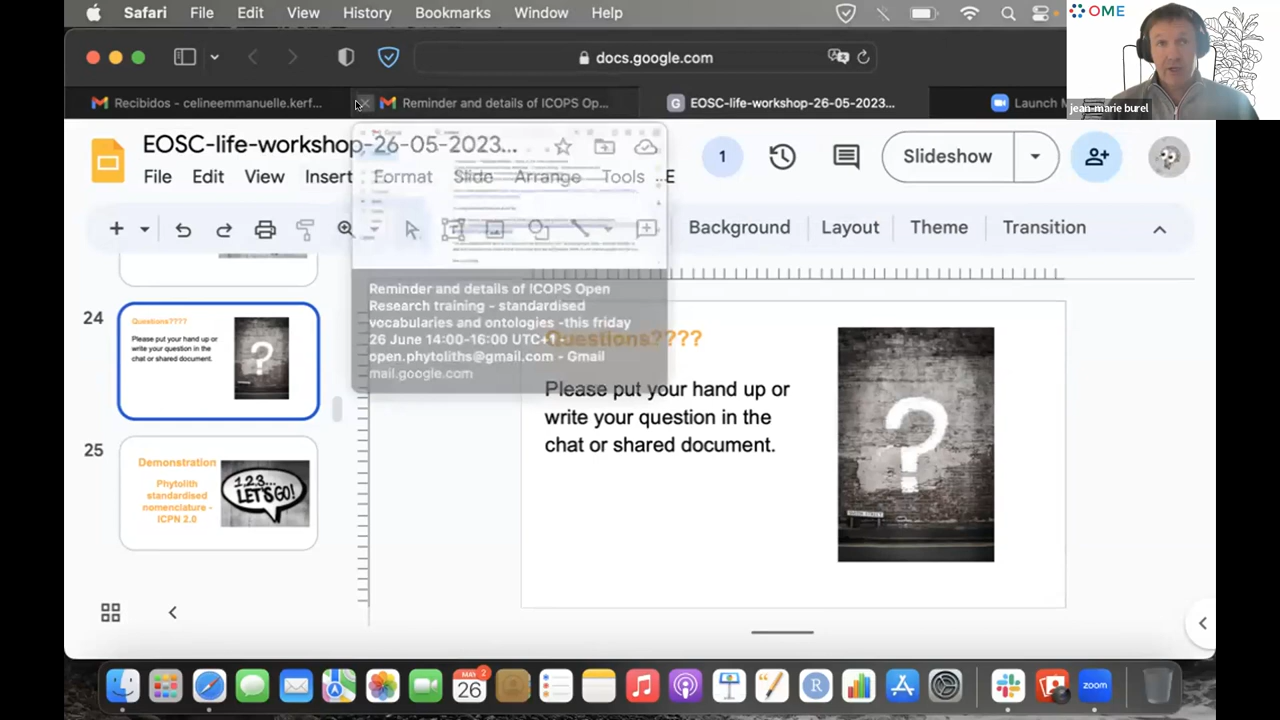 Safari File Edit View History Bookmarks Window Help
OME
docs.google.com
jean-marie burel
Recibidos - celineemmanuelle.kerf...
Reminder and details of ICOPS Op...
EOSC-life-workshop-26-05-2023...
Launch M
EOSC-life-workshop-26-05-2023...
1
Slideshow
File Edit View Insert Format Slide Arrange Tools ...E
Background Layout Theme Transition
Reminder and details of ICOPS Open
Research training - standardised
vocabularies and ontologies -this friday
26 June 14:00-16:00 UTC+1 -
open.phytoliths@gmail.com - Gmail
mail.google.com
24
Questions????
Please put your hand up or
write your question in the
chat or shared document.
25
Demonstration
Phytolith
standardised
nomenclature -
ICPN 2.0
1,2,3...
LET'S GO!
Questions????
Please put your hand up or
write your question in the
chat or shared document.
?
MAY 2
26
R
zoom